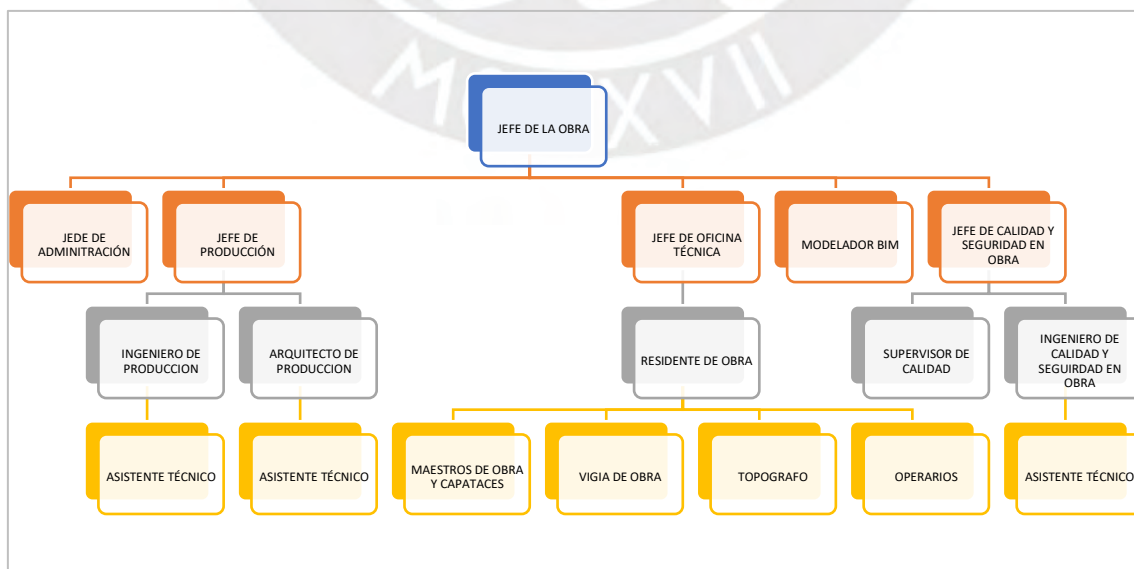 JEFE DE LA OBRA
JEDE DE
ADMINITRACIÓN
JEFE DE
PRODUCCIÓN
JEFE DE OFICINA
TÉCNICA
MODELADOR BIM
JEFE DE CALIDAD Y
SEGURIDAD EN
OBRA
INGENIERO DE
PRODUCCION
ARQUITECTO DE
PRODUCCION
RESIDENTE DE OBRA
SUPERVISOR DE
CALIDAD
INGENIERO DE
CALIDAD Y
SEGUIRDAD EN
OBRA
ASISTENTE TÉCNICO
ASISTENTE TÉCNICO
MAESTROS DE OBRA
Y CAPATACES
VIGIA DE OBRA
TOPOGRAFO
OPERARIOS
ASISTENTE TÉCNICO